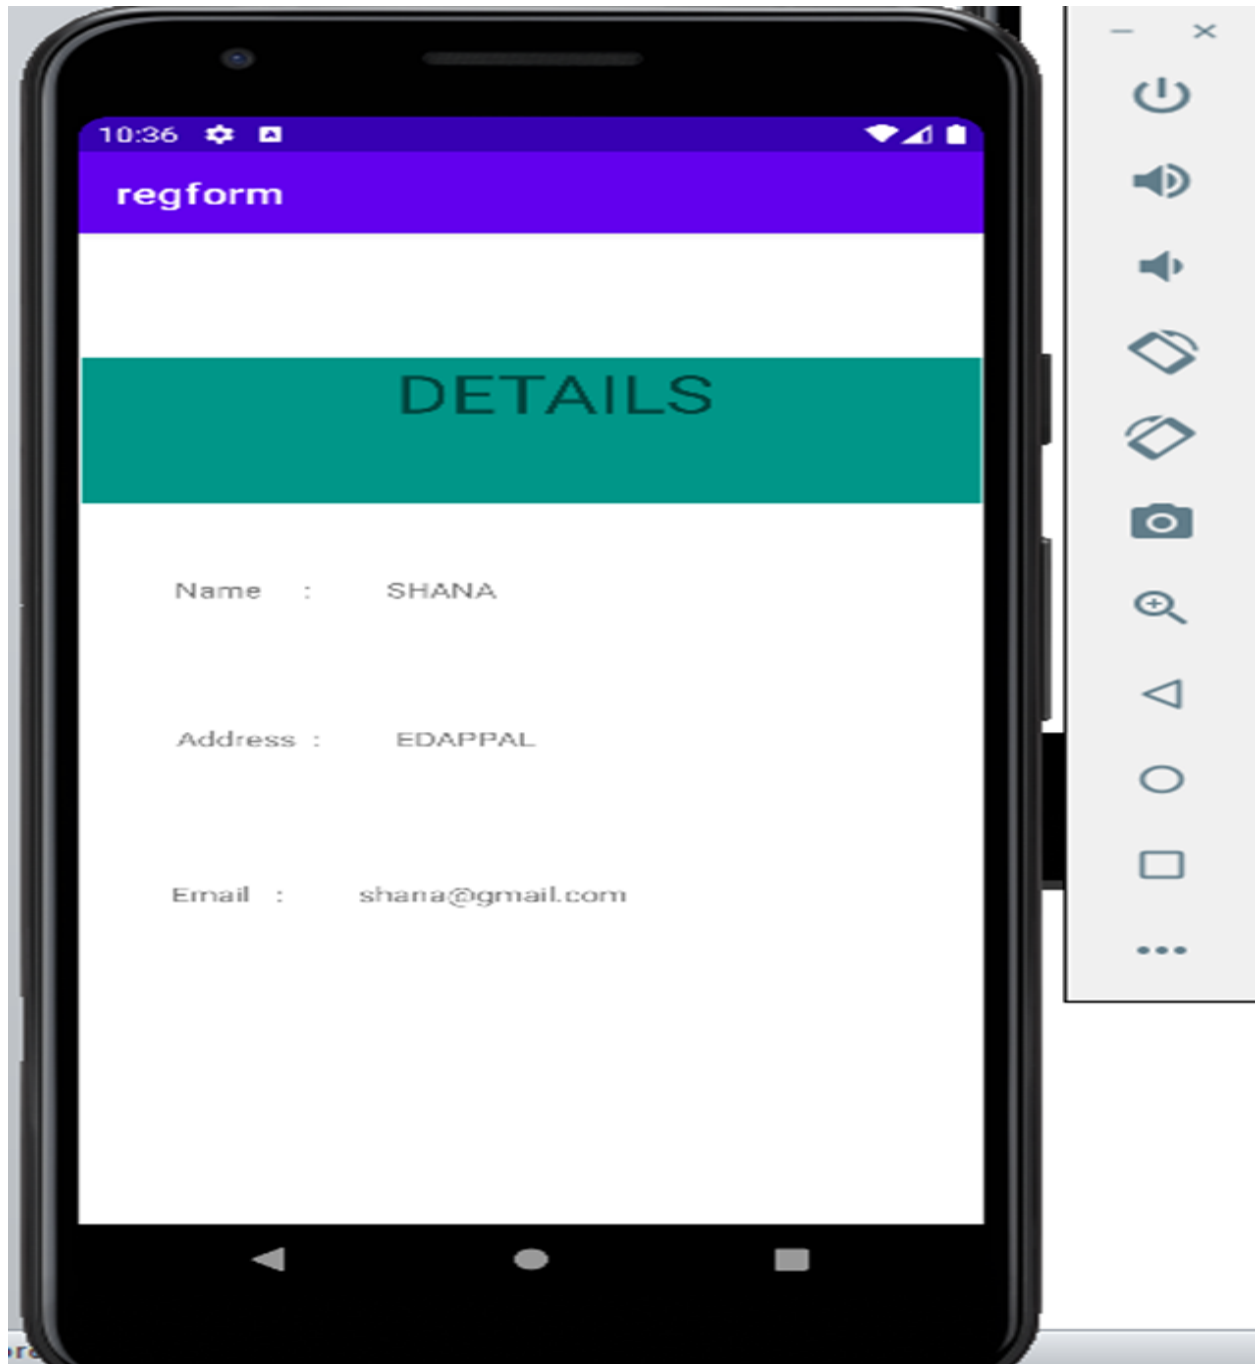 10:36
regform
DETAILS
Name : SHANA
Address : EDAPPAL
Email : shana@gmail.com